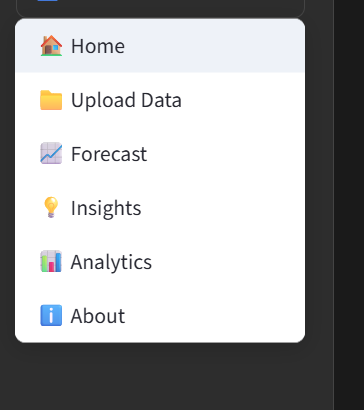 Home
Upload Data
Forecast
Insights
Analytics
About